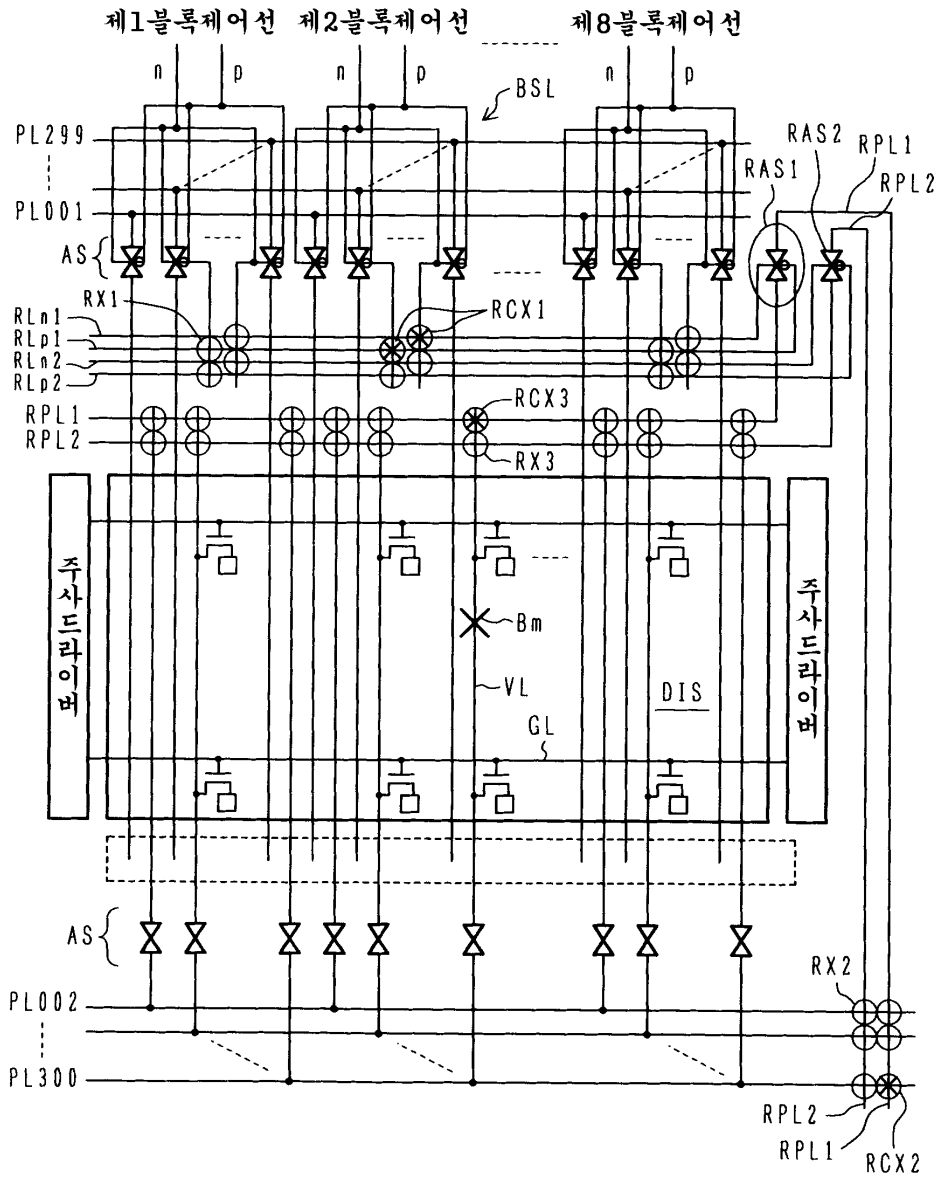 제1블록제어선 제2블록제어선 제8블록제어선
n p n p n p
BSL
PL299
PL001
RAS1
RAS2
RPL1
RPL2
AS
RX1
RCX1
RLn1
RLp1
RLn2
RLp2
RPL1
RPL2
RCX3
RX3
주사드라이버
주사드라이버
Bm
VL
DIS
GL
AS
RX2
PL002
PL300
RPL2
RPL1
RCX2